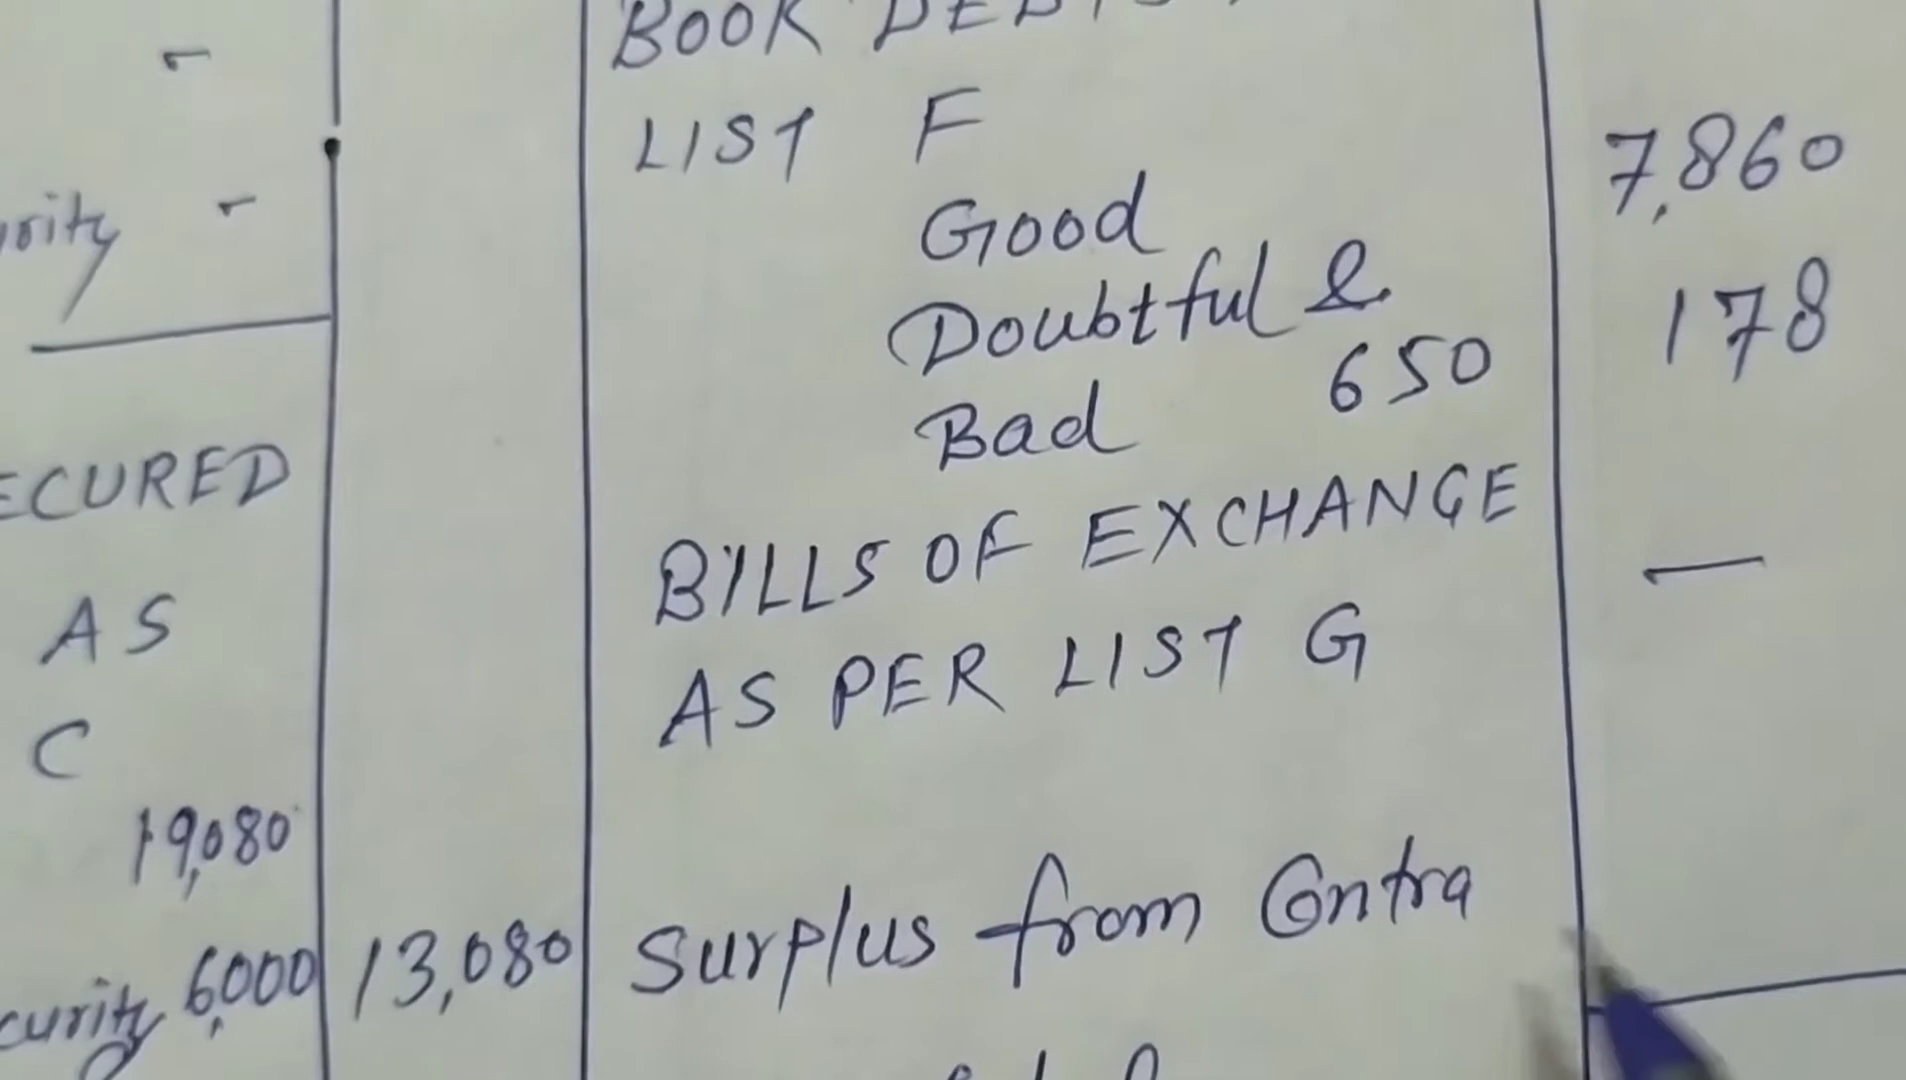 BOOK DEBTS
LIST F
Good
7,860
Doubtful &
178
Bad 650
BILLS OF EXCHANGE
—
AS PER LIST G
Surplus from Contra
-
-
ECURED
AS
C
19,080
curity 6,000 13,080